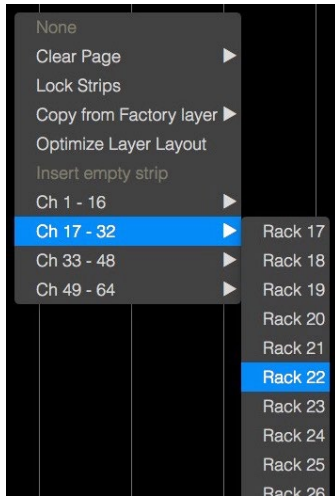 None
Clear Page
Lock Strips
Copy from Factory layer
Optimize Layer Layout
Insert empty strip
Ch 1 - 16
Ch 17 - 32
Ch 33 - 48
Ch 49 - 64
Rack 17
Rack 18
Rack 19
Rack 20
Rack 21
Rack 22
Rack 23
Rack 24
Rack 25
Rack 26